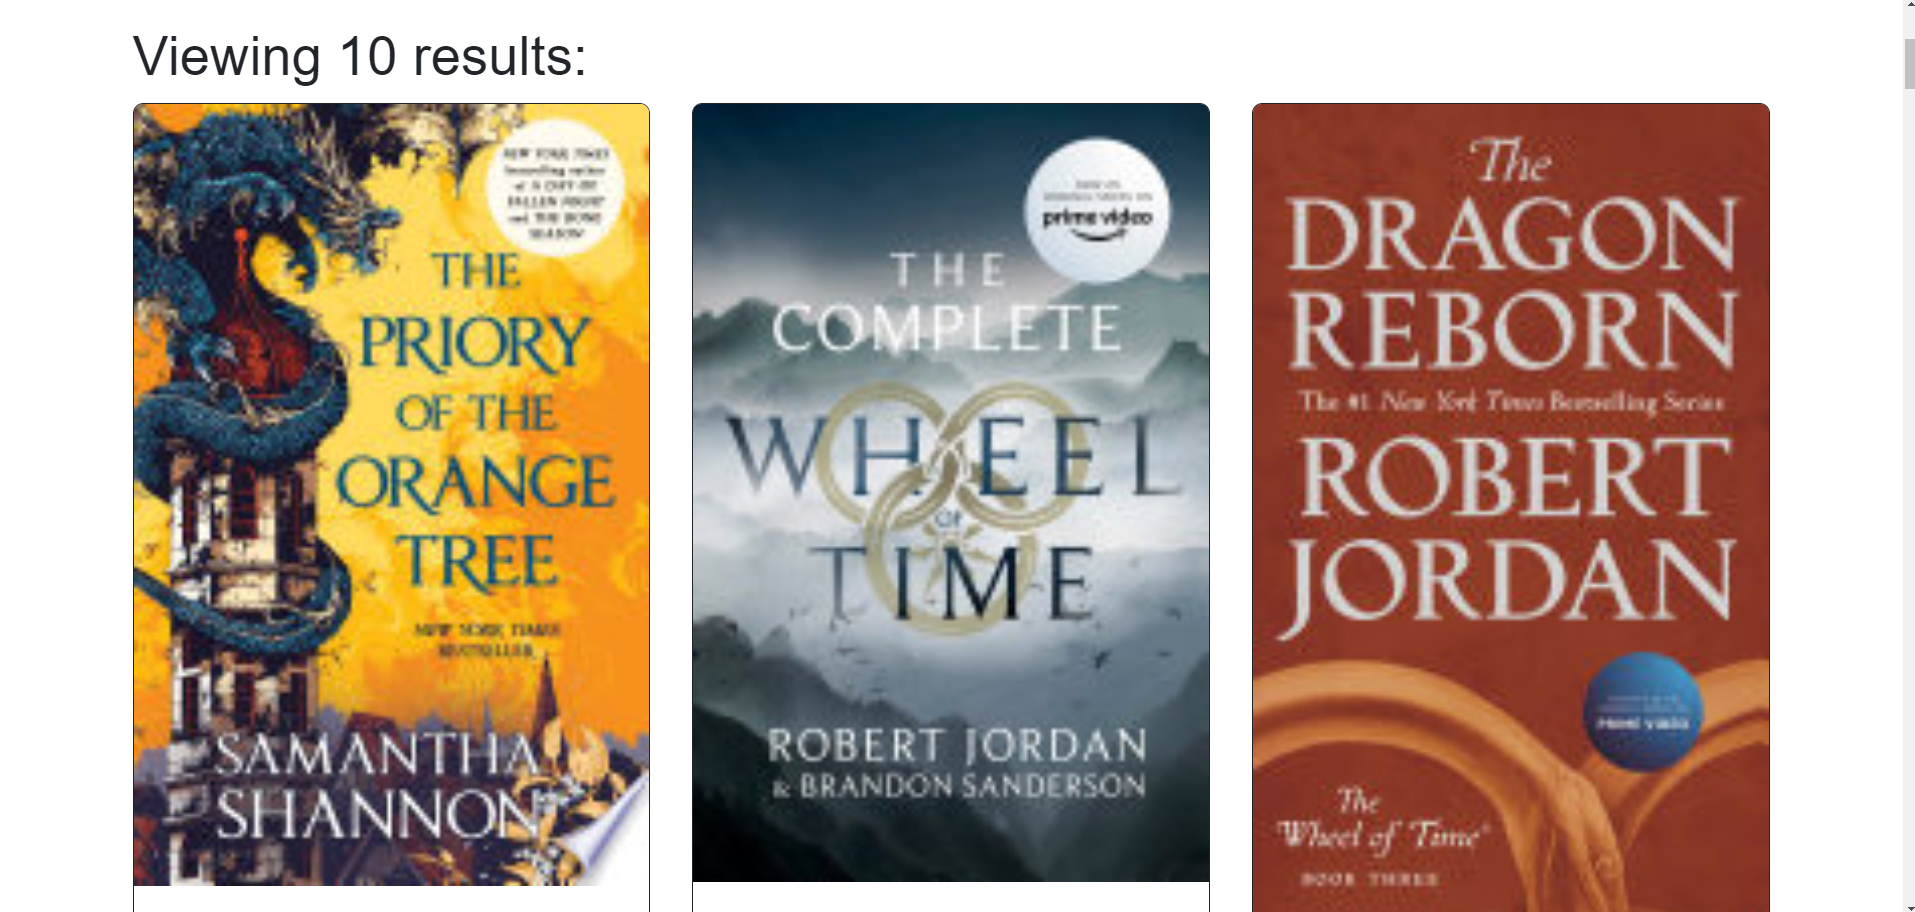 Viewing 10 results:
NEW YORK TIMES
bestselling author
of A DAY OF
FALLEN NIGHT
and THE BONE
SEASON
THE
PRIORY
OF THE
ORANGE
TREE
NEW YORK TIMES
BESTSELLER
SAMANTHA
SHANNON
prime video
THE
COMPLETE
WHEEL
OF
TIME
ROBERT JORDAN
& BRANDON SANDERSON
The
DRAGON
REBORN
The #1 New York Times Bestselling Series
ROBERT
JORDAN
PRIME VIDEO
The
Wheel of Time®
BOOK THREE